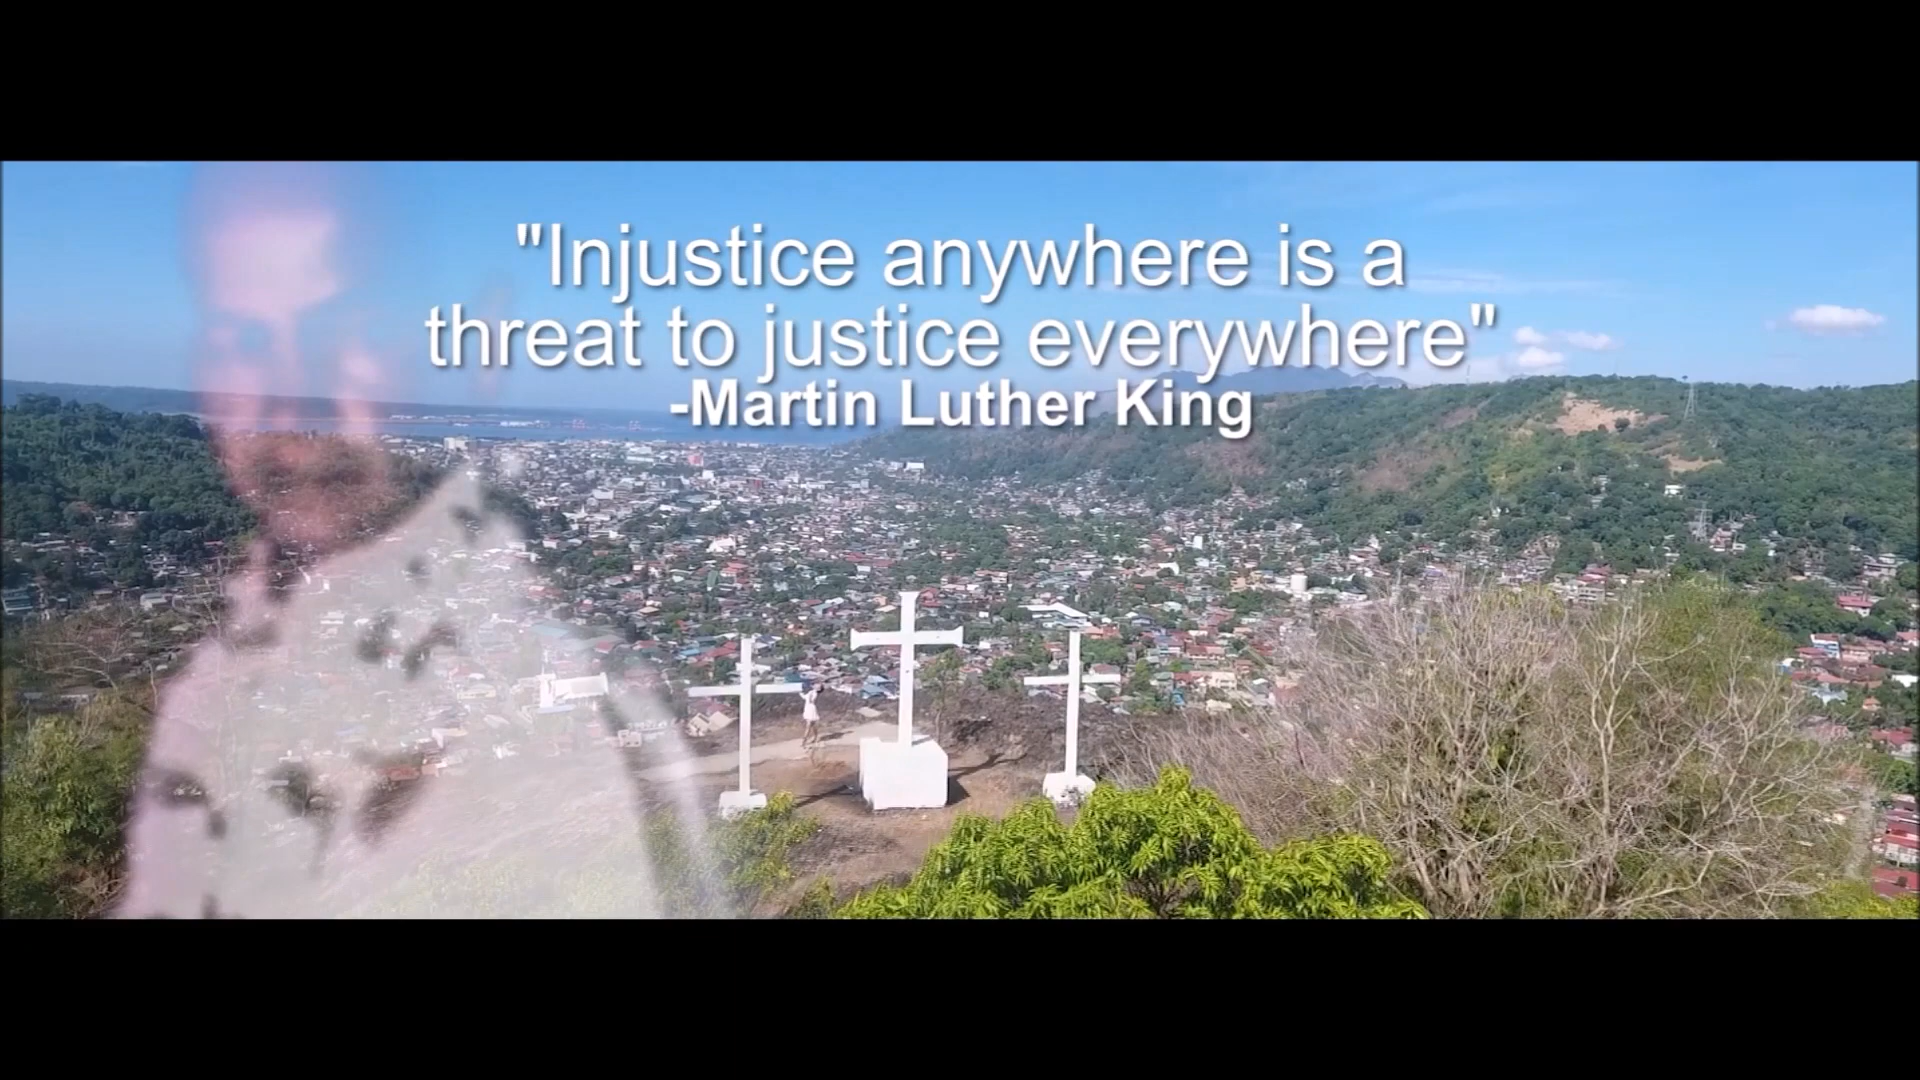 "Injustice anywhere is a
threat to justice everywhere"
-Martin Luther King